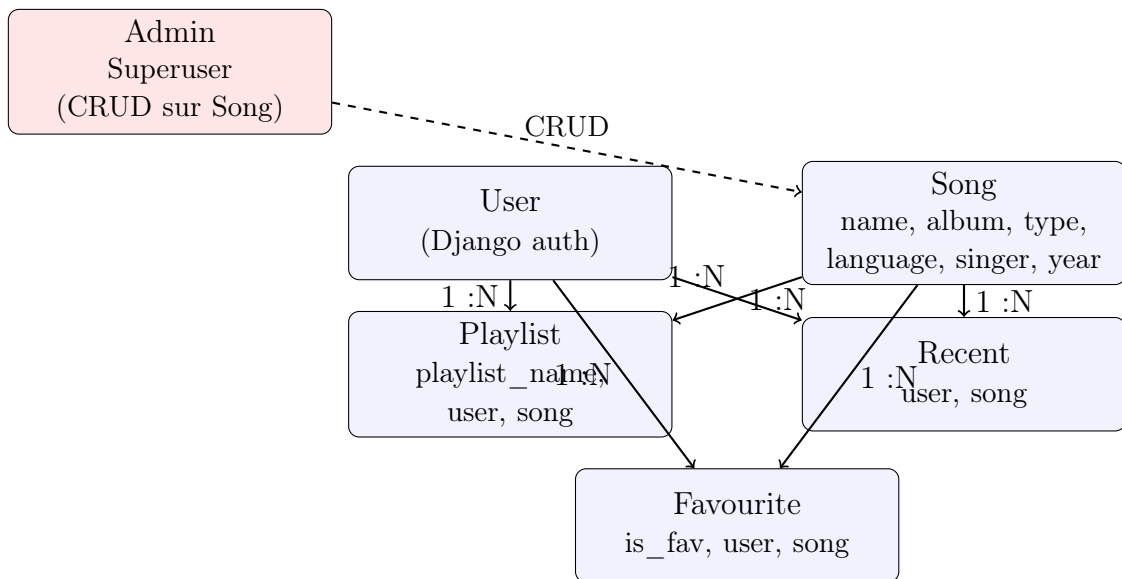 Admin
Superuser
(CRUD sur Song)
CRUD
User
(Django auth)
Song
name, album, type,
language, singer, year
1 :N
1 :N
1 :N
1 :N
Playlist
playlist_name,
user, song
1 :N
Recent
user, song
1 :N
Favourite
is_fav, user, song